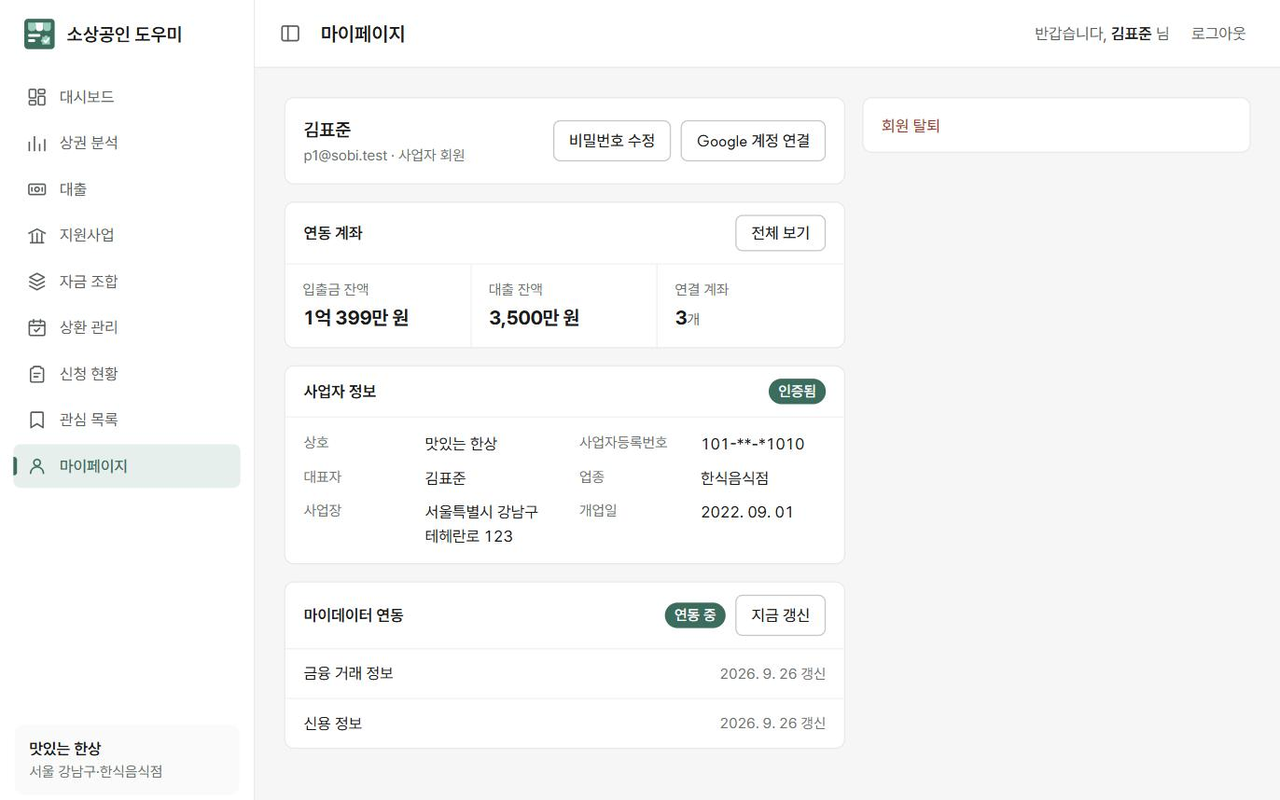 소상공인 도우미
대시보드
상권 분석
대출
지원사업
자금 조합
상환 관리
신청 현황
관심 목록
마이페이지
맛있는 한상
서울 강남구·한식음식점
마이페이지
반갑습니다, 김표준 님 로그아웃
김표준
p1@sobi.test · 사업자 회원
비밀번호 수정 Google 계정 연결
연동 계좌 전체 보기
입출금 잔액 대출 잔액 연결 계좌
1억 399만 원 3,500만 원 3개
사업자 정보 인증됨
상호 맛있는 한상 사업자등록번호 101-**-*1010
대표자 김표준 업종 한식음식점
사업장 서울특별시 강남구 개업일 2022. 09. 01
테헤란로 123
마이데이터 연동 연동 중 지금 갱신
금융 거래 정보 2026. 9. 26 갱신
신용 정보 2026. 9. 26 갱신
회원 탈퇴